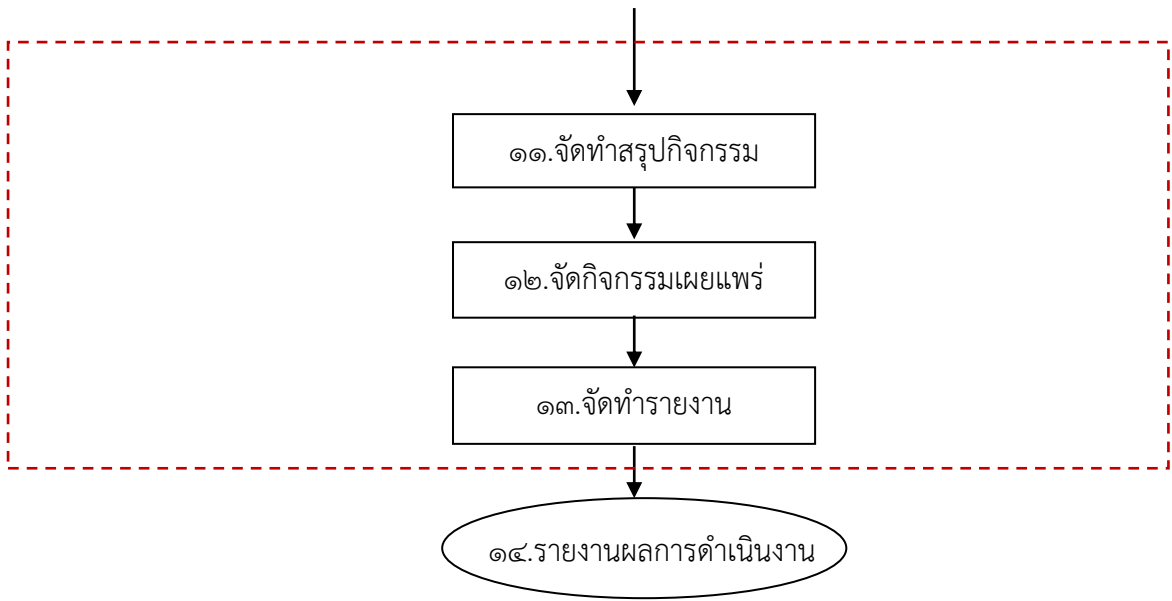 ๑๑.จัดทำสรุปกิจกรรม
๑๒.จัดกิจกรรมเผยแพร่
๑๓.จัดทำรายงาน
๑๔.รายงานผลการดำเนินงาน